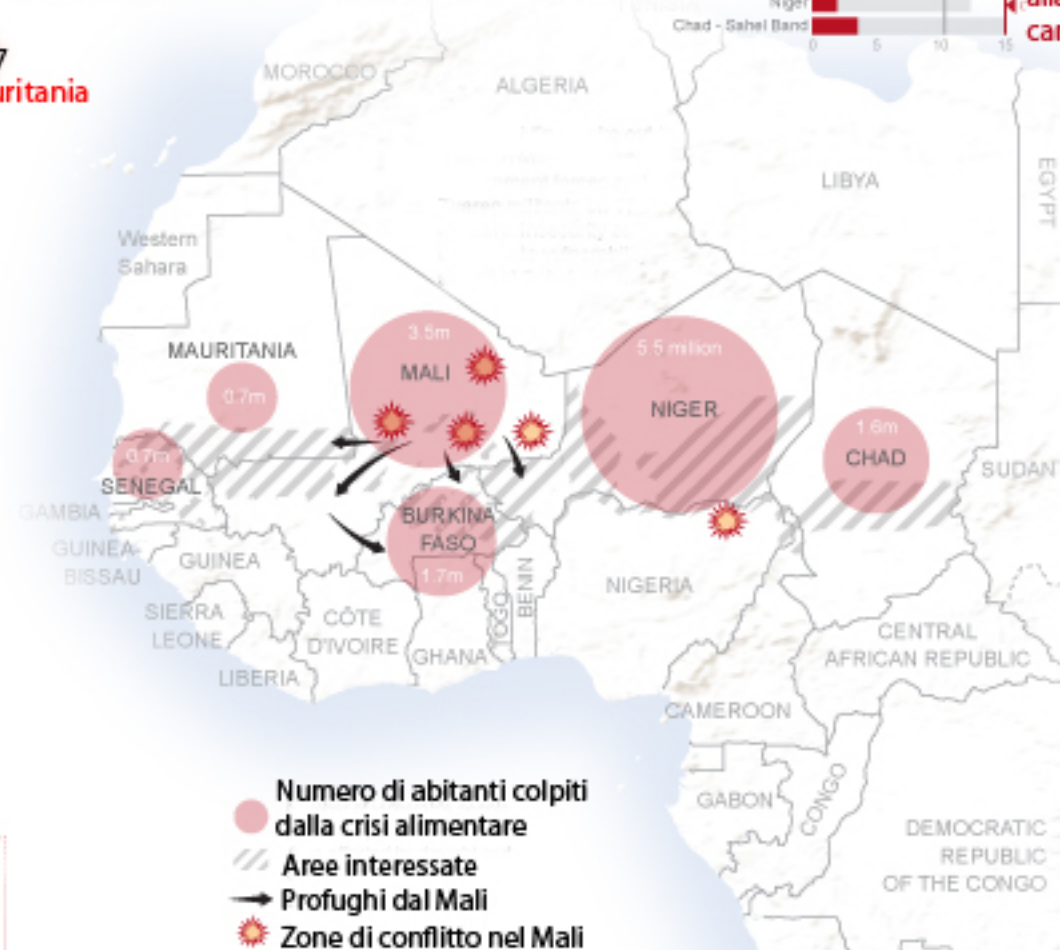 Niger
Chad - Sahel Band
0 5 10 15
7
uritania
MOROCCO
ALGERIA
LIBYA
EGYPT
Western
Sahara
MAURITANIA
0.7m
3.5m
MALI
5.5 million
NIGER
1.6m
CHAD
SUDAN
0.7m
SENEGAL
GAMBIA
GUINEA-
BISSAU
GUINEA
SIERRA
LEONE
LIBERIA
CÔTE
D'IVOIRE
BURKINA
FASO
1.7m
GHANA
TOGO
BENIN
NIGERIA
CENTRAL
AFRICAN REPUBLIC
CAMEROON
GABON
CONGO
DEMOCRATIC
REPUBLIC
OF THE CONGO
Numero di abitanti colpiti
dalla crisi alimentare
Aree interessate
Profughi dal Mali
Zone di conflitto nel Mali